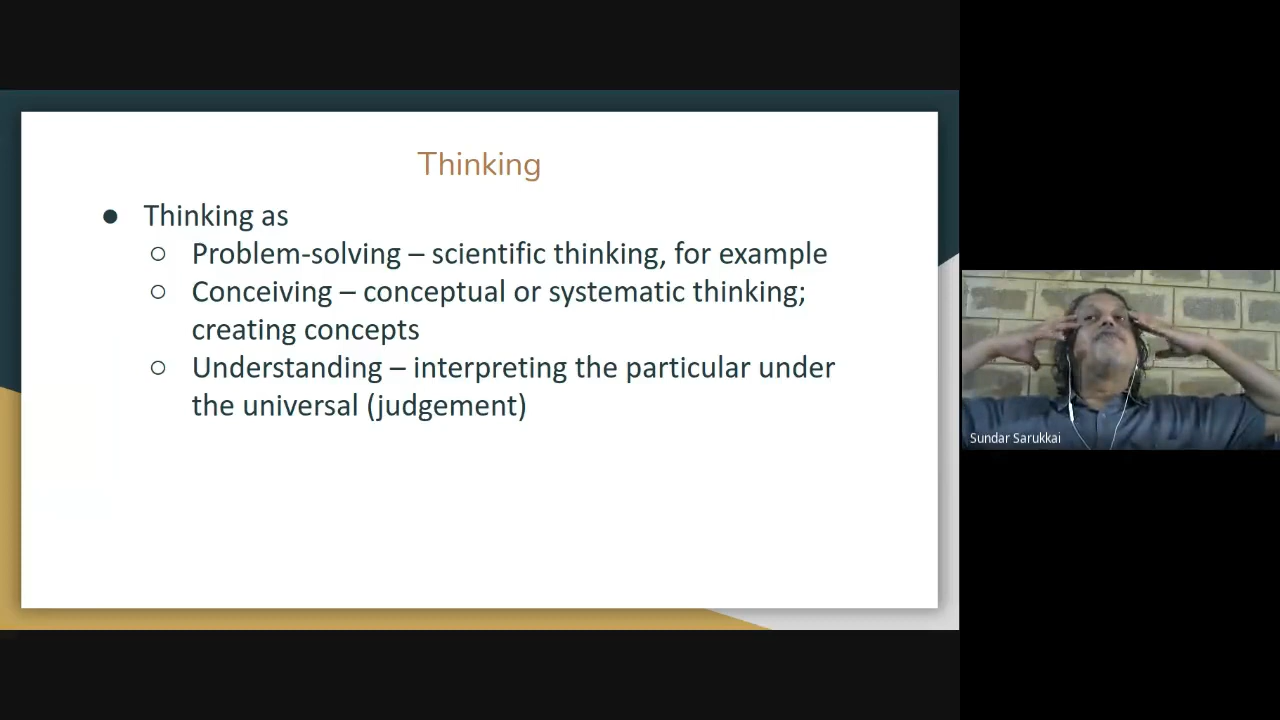 Thinking
● Thinking as
○ Problem-solving – scientific thinking, for example
○ Conceiving – conceptual or systematic thinking;
creating concepts
○ Understanding – interpreting the particular under
the universal (judgement)
Sundar Sarukkai